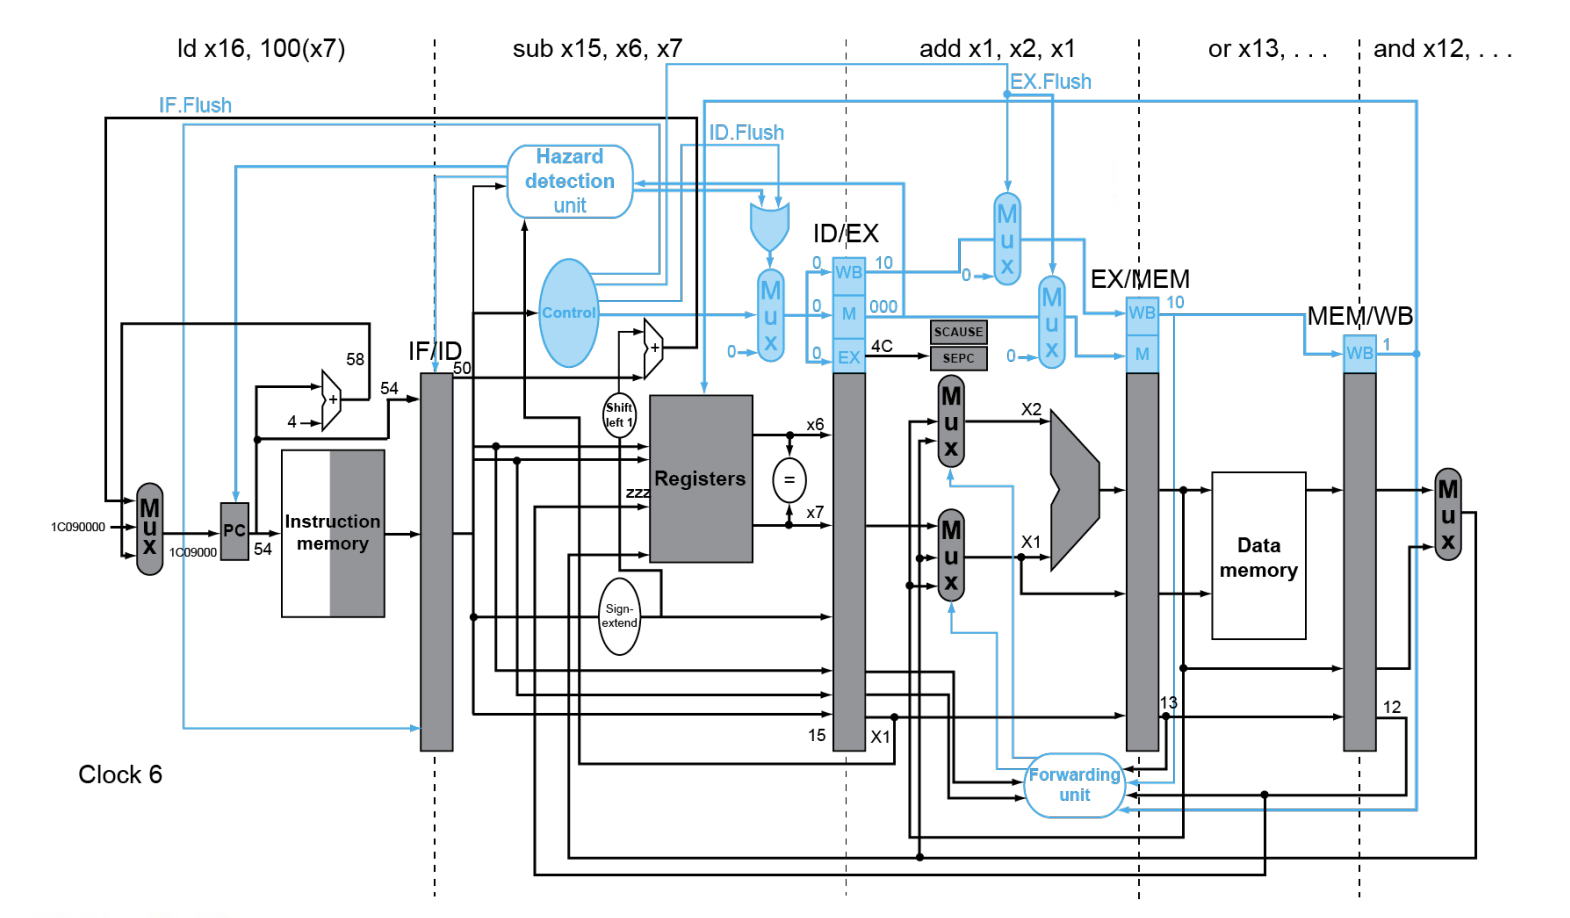 ld x16, 100(x7)
sub x15, x6, x7
add x1, x2, x1
or x13, . . .
and x12, . . .
IF.Flush
EX.Flush
ID.Flush
Hazard
detection
unit
ID/EX
EX/MEM
MEM/WB
IF/ID
Control
M
u
x
0
0
0
0
WB
M
EX
10
000
4C
SCAUSE
SEPC
M
u
x
0
M
u
x
0
WB
M
10
WB
1
58
54
50
+
4
+
Shift
left 1
M
u
x
1C090000
1C09000
PC
54
Instruction
memory
zzz
Registers
x6
=
x7
M
u
x
M
u
x
X2
X1
Data
memory
M
u
x
Sign-
extend
15
X1
13
12
Forwarding
unit
Clock 6